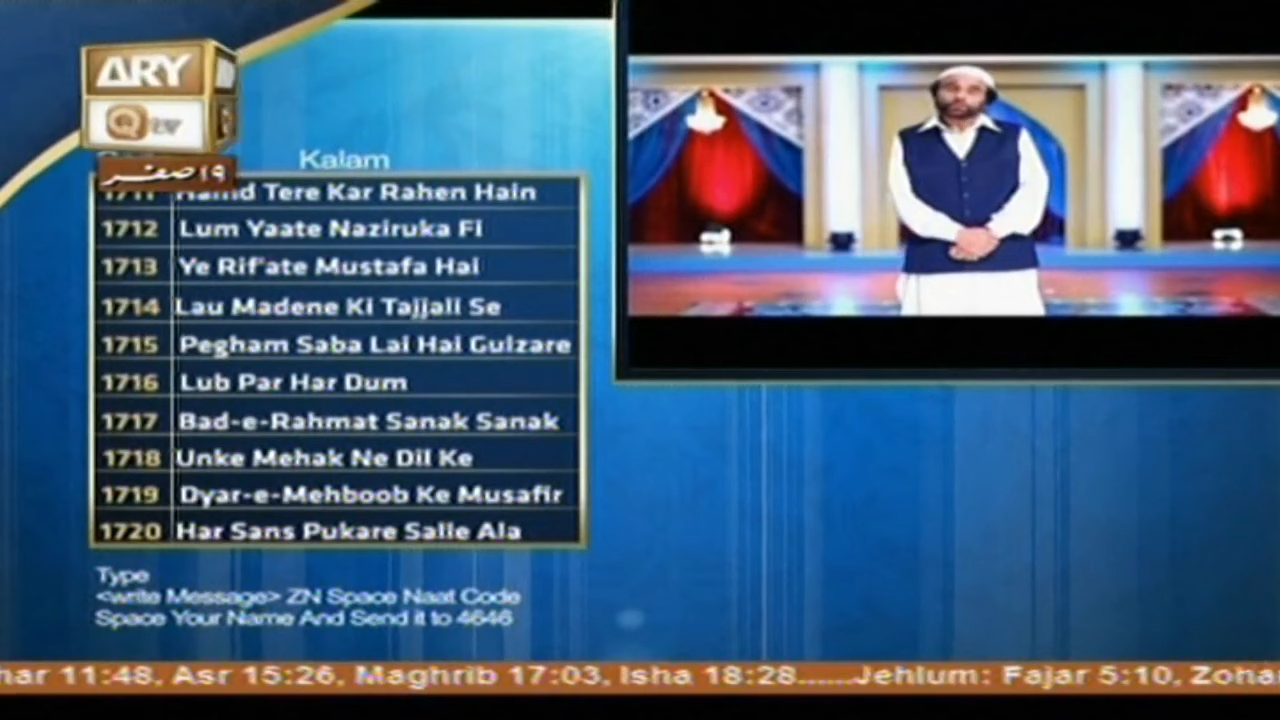 ARY
Qtv
۱۹ صفر
Kalam
1711 Hamd Tere Kar Rahen Hain
1712 Lum Yaate Naziruka Fi
1713 Ye Rif'ate Mustafa Hai
1714 Lau Madene Ki Tajjali Se
1715 Pegham Saba Lai Hai Gulzare
1716 Lub Par Har Dum
1717 Bad-e-Rahmat Sanak Sanak
1718 Unke Mehak Ne Dil Ke
1719 Dyar-e-Mehboob Ke Musafir
1720 Har Sans Pukare Salle Ala
Type
<write Message> ZN Space Naat Code
Space Your Name And Send it to 4646
har 11:48, Asr 15:26, Maghrib 17:03, Isha 18:28......Jehlum: Fajar 5:10, Zoha